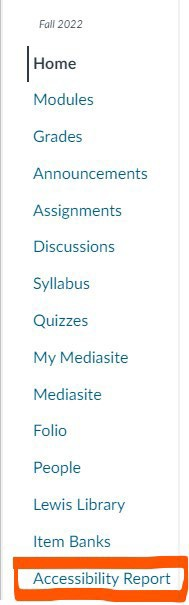 Fall 2022
Home
Modules
Grades
Announcements
Assignments
Discussions
Syllabus
Quizzes
My Mediasite
Mediasite
Folio
People
Lewis Library
Item Banks
Accessibility Report